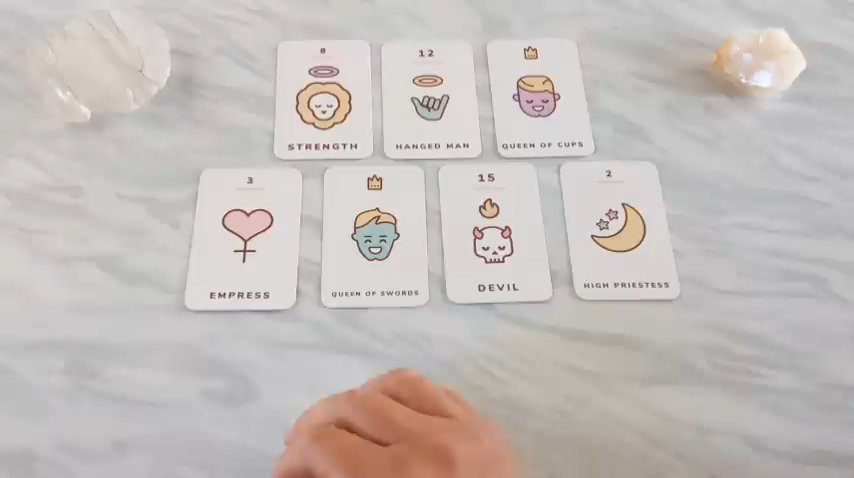 8
STRENGTH
12
HANGED MAN
QUEEN OF CUPS
3
EMPRESS
QUEEN OF SWORDS
15
DEVIL
2
HIGH PRIESTESS